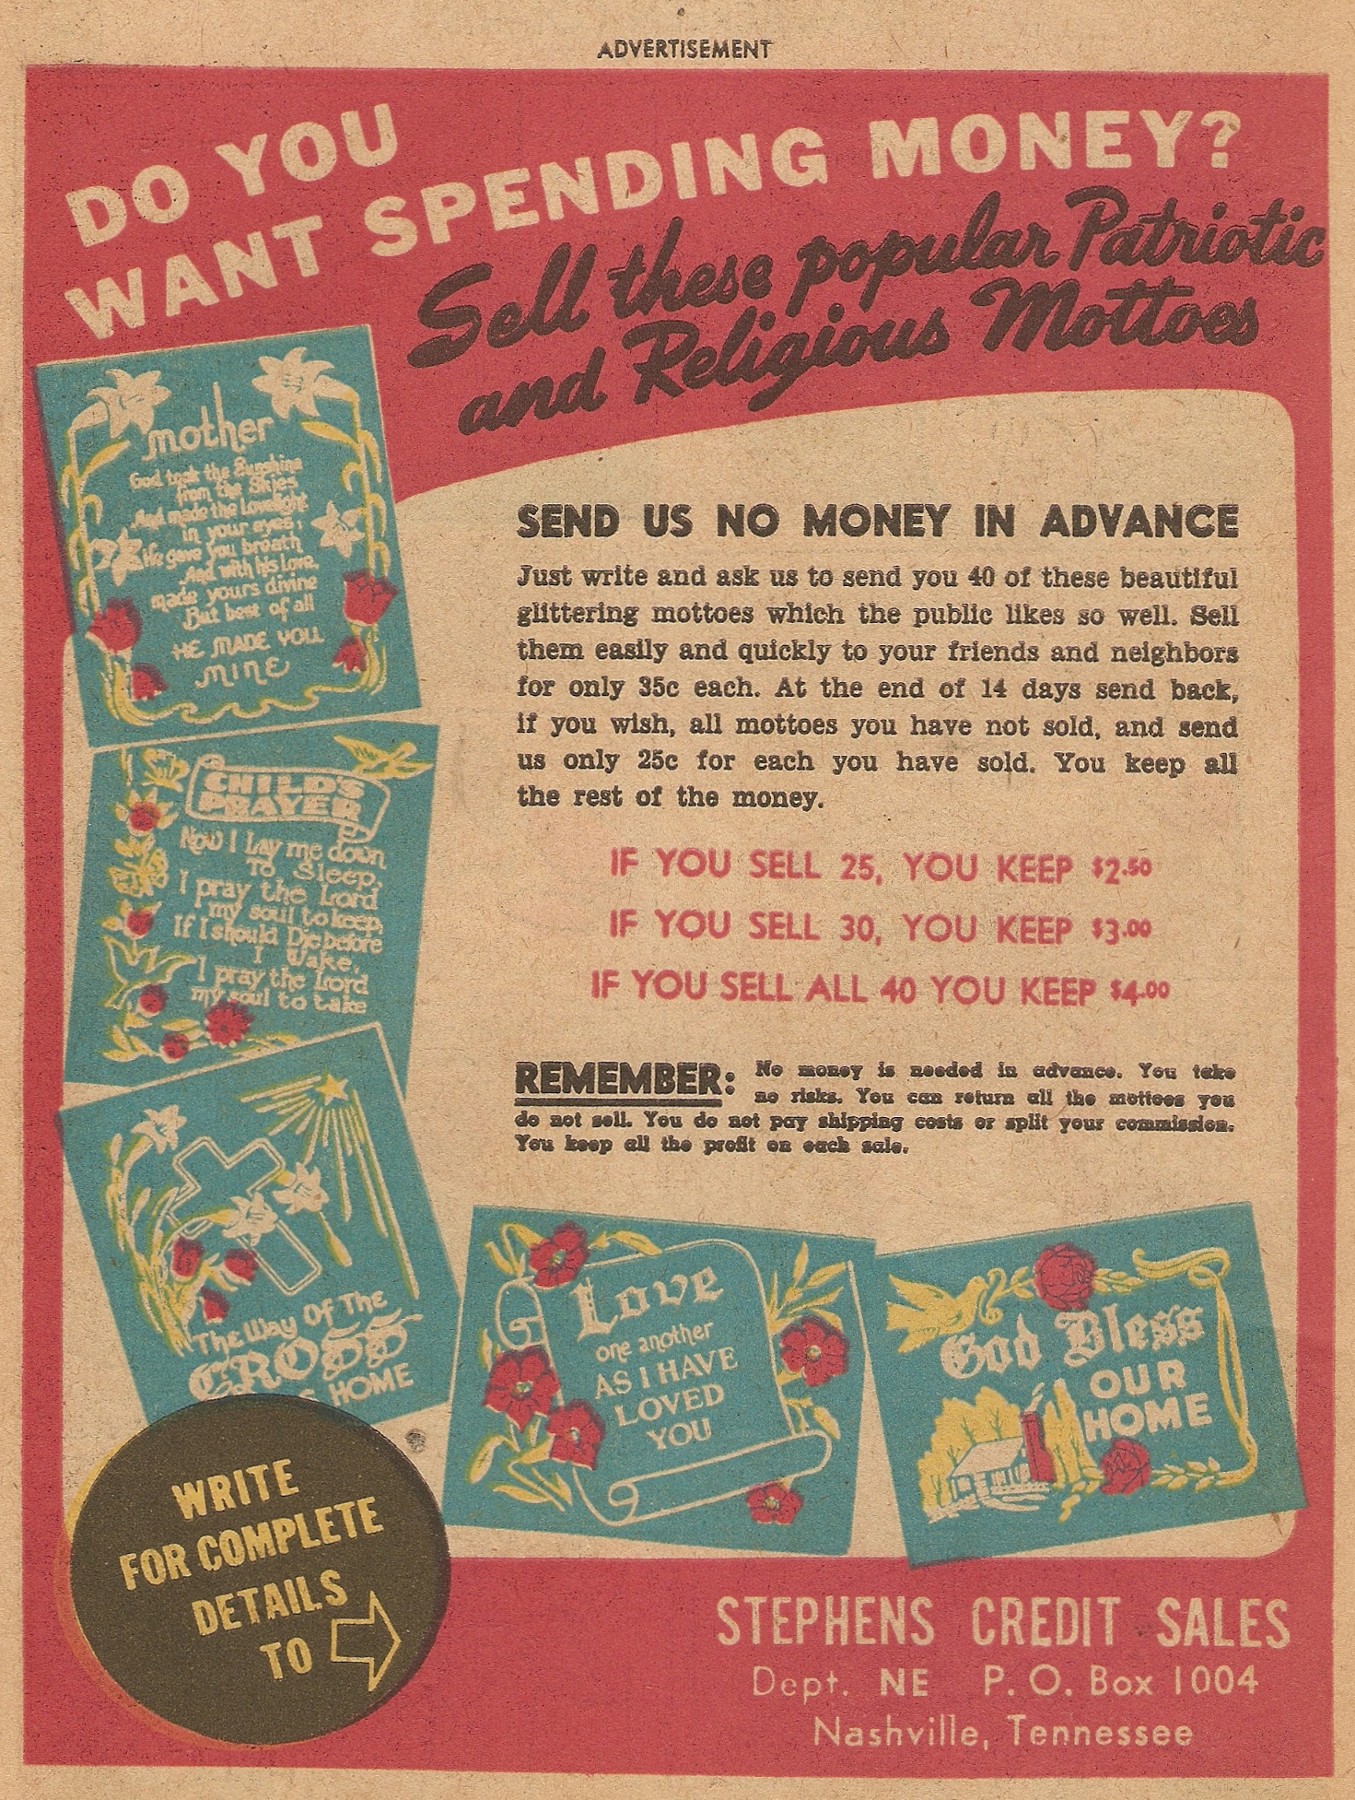 ADVERTISEMENT
DO YOU
WANT SPENDING MONEY?
Sell these popular Patriotic
and Religious Mottoes
mother
God took the Sunshine
from the Skies
And made the Lovelight
in your eyes;
He gave you breath
And with his Love,
made yours divine
But best of all
HE MADE YOU
MINE
CHILD'S
PRAYER
Now I Lay me down
To Sleep,
I pray the Lord
my soul to keep,
If I should Die before
I Wake,
I pray the Lord
my soul to take
The Way Of The
CROSS
HOME
SEND US NO MONEY IN ADVANCE
Just write and ask us to send you 40 of these beautiful
glittering mottoes which the public likes so well. Sell
them easily and quickly to your friends and neighbors
for only 35c each. At the end of 14 days send back,
if you wish, all mottoes you have not sold, and send
us only 25c for each you have sold. You keep all
the rest of the money.
IF YOU SELL 25, YOU KEEP $2.50
IF YOU SELL 30, YOU KEEP $3.00
IF YOU SELL ALL 40 YOU KEEP $4.00
REMEMBER: No money is needed in advance. You take
no risks. You can return all the mottoes you
do not sell. You do not pay shipping costs or split your commission.
You keep all the profit on each sale.
Love
one another
AS I HAVE
LOVED
YOU
God Bless
OUR
HOME
WRITE
FOR COMPLETE
DETAILS
TO
STEPHENS CREDIT SALES
Dept. NE P. O. Box 1004
Nashville, Tennessee